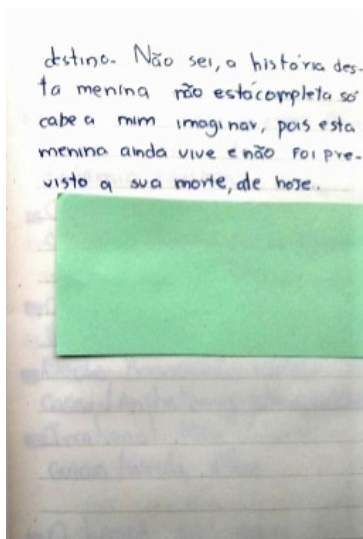 destino. Não sei, a história des-
ta menina não está completa só
cabe a mim imaginar, pois esta
menina ainda vive e não foi pre-
visto a sua morte, ate hoje.